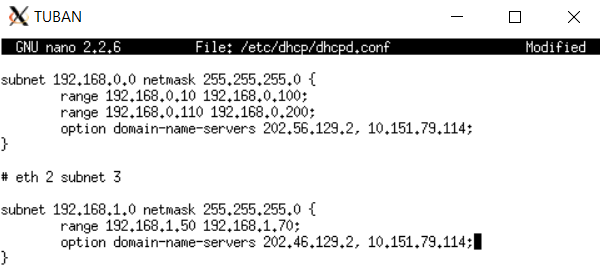 TUBAN
GNU nano 2.2.6 File: /etc/dhcp/dhcpd.conf Modified
subnet 192.168.0.0 netmask 255.255.255.0 {
range 192.168.0.10 192.168.0.100;
range 192.168.0.110 192.168.0.200;
option domain-name-servers 202.56.129.2, 10.151.79.114;
}
# eth 2 subnet 3
subnet 192.168.1.0 netmask 255.255.255.0 {
range 192.168.1.50 192.168.1.70;
option domain-name-servers 202.46.129.2, 10.151.79.114;
}